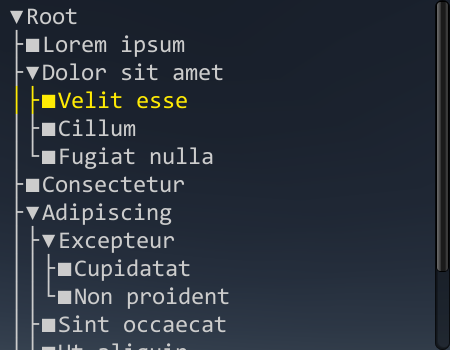 ▼Root
├■Lorem ipsum
├▼Dolor sit amet
│├■Velit esse
│├■Cillum
│└■Fugiat nulla
├■Consectetur
├▼Adipiscing
│├▼Excepteur
││├■Cupidatat
││└■Non proident
│├■Sint occaecat